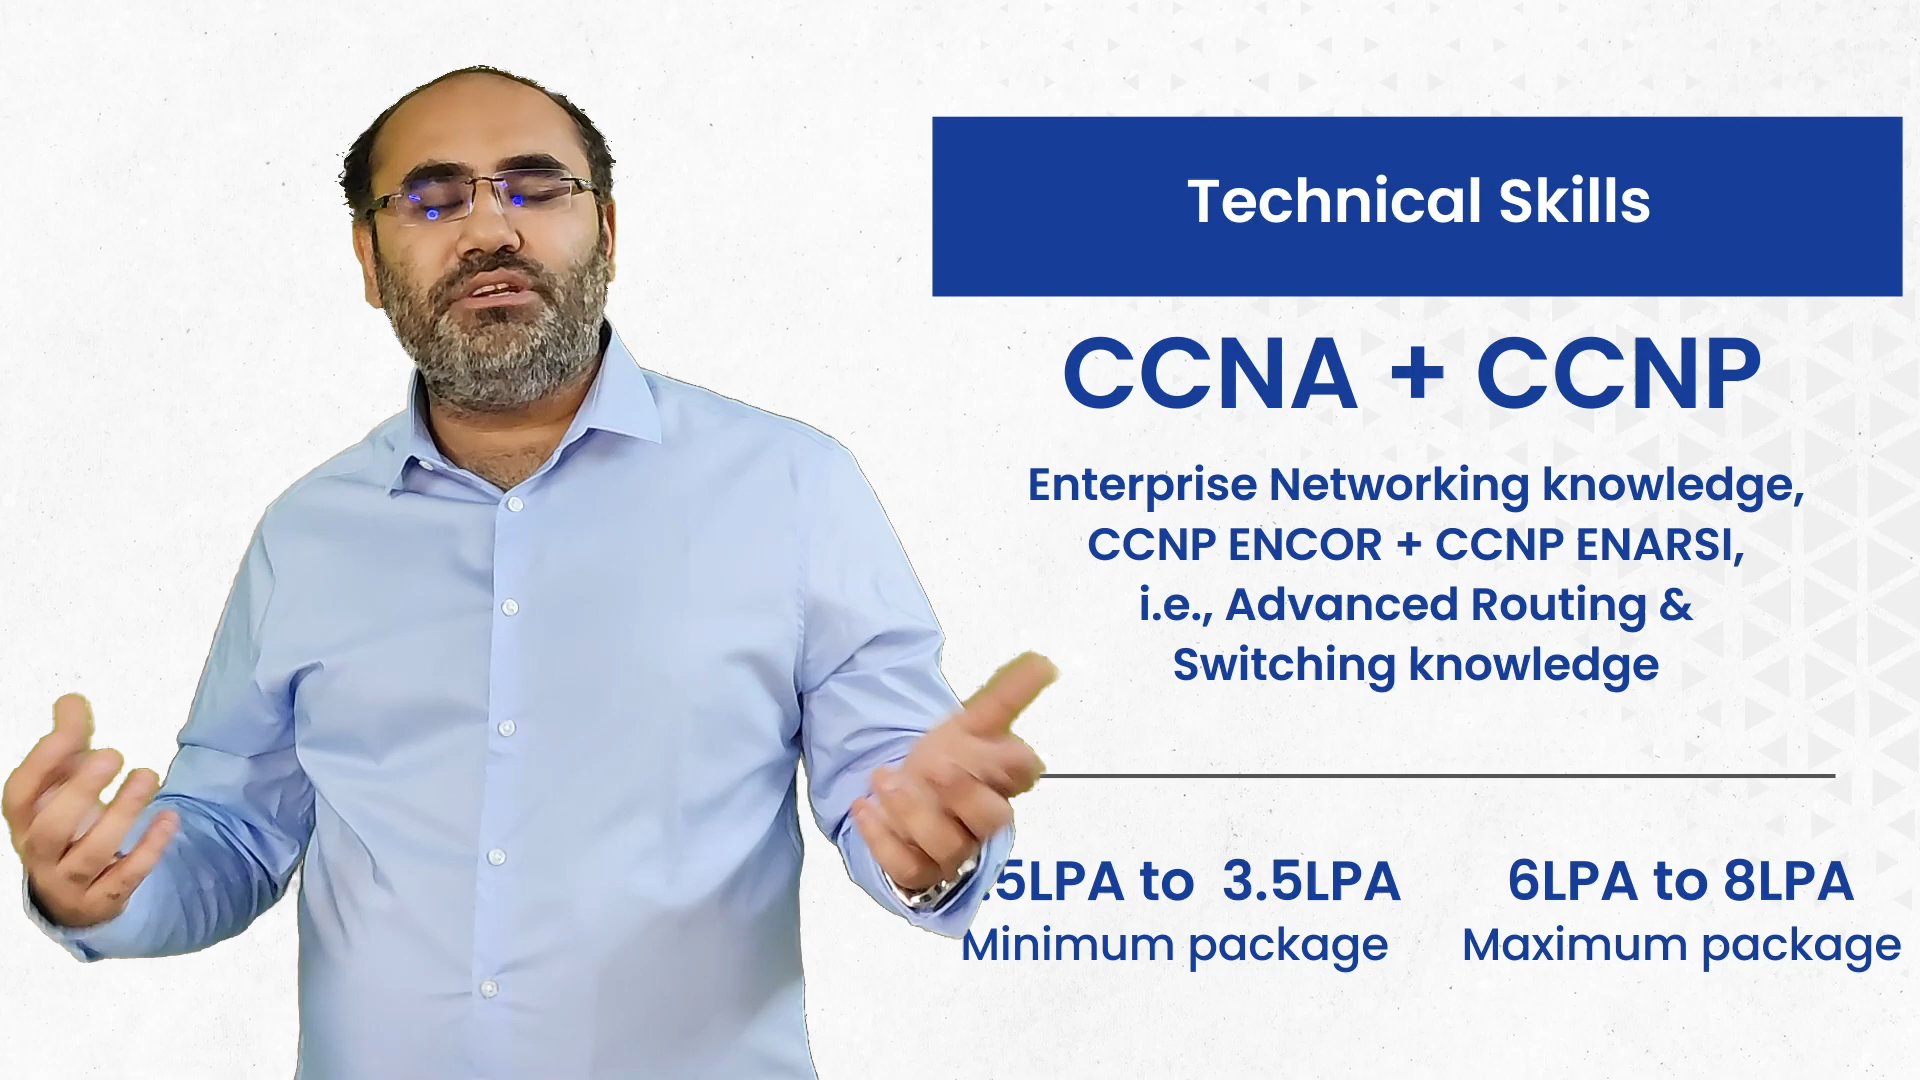 Technical Skills
CCNA + CCNP
Enterprise Networking knowledge,
CCNP ENCOR + CCNP ENARSI,
i.e., Advanced Routing &
Switching knowledge
.5LPA to 3.5LPA
6LPA to 8LPA
Minimum package
Maximum package